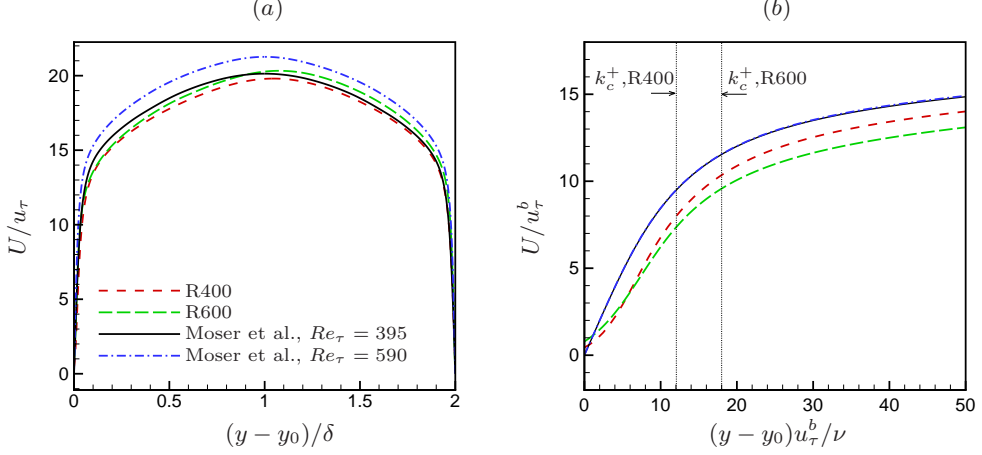 (a)
U/u_τ
20
15
10
5
0
R400
R600
Moser et al., Re_τ = 395
Moser et al., Re_τ = 590
0 0.5 1 1.5 2
(y − y_0)/δ
(b)
U/u_τ^b
15
10
5
0
k_c^+,R400
k_c^+,R600
0 10 20 30 40 50
(y − y_0)u_τ^b/ν